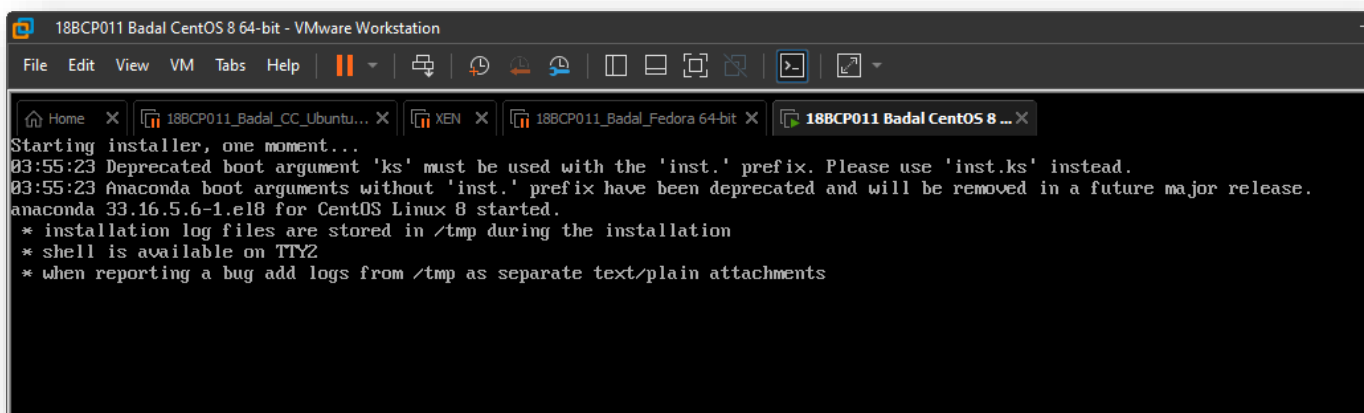 18BCP011 Badal CentOS 8 64-bit - VMware Workstation
File Edit View VM Tabs Help
Home 18BCP011_Badal_CC_Ubuntu... XEN 18BCP011_Badal_Fedora 64-bit 18BCP011 Badal CentOS 8 ...
Starting installer, one moment...
03:55:23 Deprecated boot argument 'ks' must be used with the 'inst.' prefix. Please use 'inst.ks' instead.
03:55:23 Anaconda boot arguments without 'inst.' prefix have been deprecated and will be removed in a future major release.
anaconda 33.16.5.6-1.el8 for CentOS Linux 8 started.
* installation log files are stored in /tmp during the installation
* shell is available on TTY2
* when reporting a bug add logs from /tmp as separate text/plain attachments